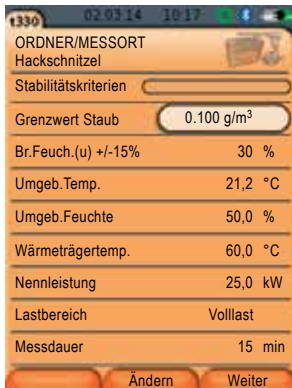 t330 02.03.14 10:17
ORDNER/MESSORT
Hackschnitzel
Stabilitätskriterien
Grenzwert Staub 0.100 g/m³
Br.Feuch.(u) +/-15% 30 %
Umgeb.Temp. 21,2 °C
Umgeb.Feuchte 50,0 %
Wärmeträgertemp. 60,0 °C
Nennleistung 25,0 kW
Lastbereich Volllast
Messdauer 15 min
Ändern Weiter